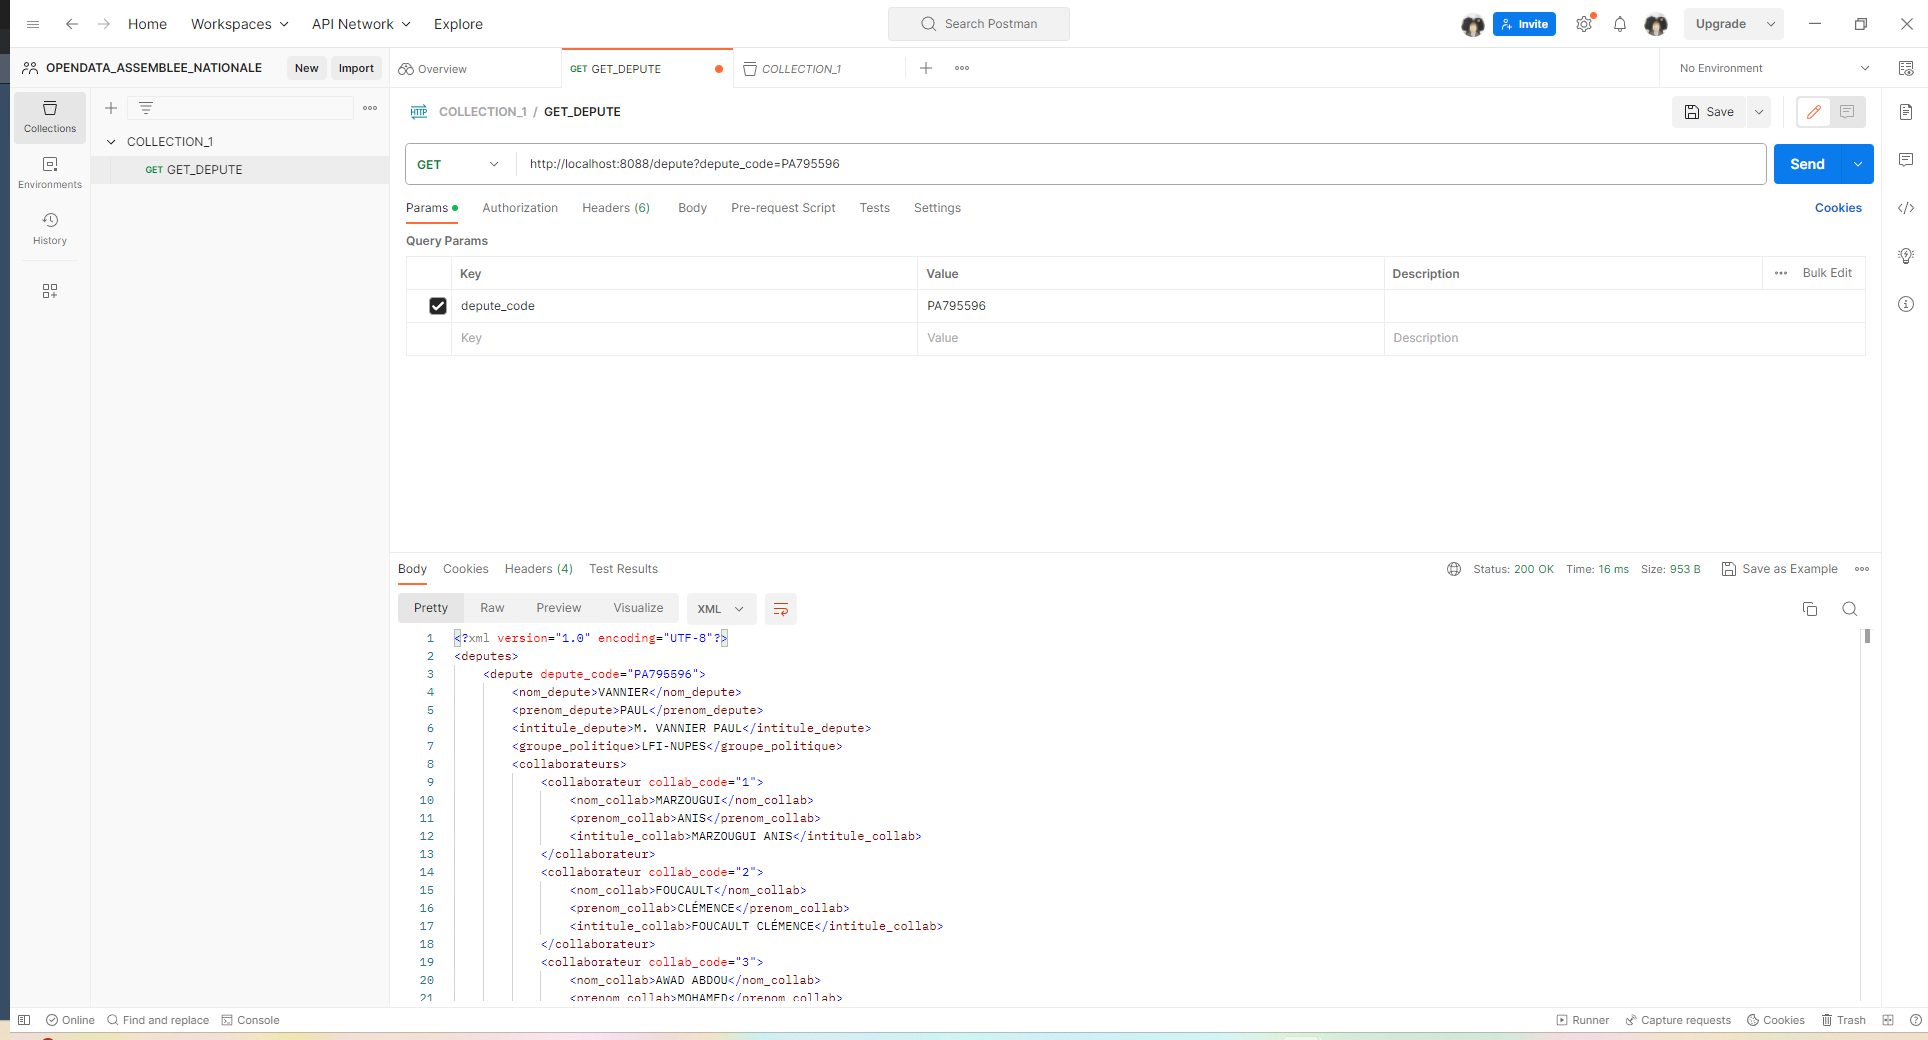 Home Workspaces API Network Explore Search Postman Invite Upgrade
OPENDATA_ASSEMBLEE_NATIONALE New Import Overview GET GET_DEPUTE COLLECTION_1 No Environment
Collections
Environments
History
COLLECTION_1
GET GET_DEPUTE
HTTP COLLECTION_1 / GET_DEPUTE Save
GET http://localhost:8088/depute?depute_code=PA795596 Send
Params Authorization Headers (6) Body Pre-request Script Tests Settings Cookies
Query Params
Key Value Description Bulk Edit
depute_code PA795596
Key Value Description
Body Cookies Headers (4) Test Results Status: 200 OK Time: 16 ms Size: 953 B Save as Example
Pretty Raw Preview Visualize XML
1 <?xml version="1.0" encoding="UTF-8"?>
2 <deputes>
3 <depute depute_code="PA795596">
4 <nom_depute>VANNIER</nom_depute>
5 <prenom_depute>PAUL</prenom_depute>
6 <intitule_depute>M. VANNIER PAUL</intitule_depute>
7 <groupe_politique>LFI-NUPES</groupe_politique>
8 <collaborateurs>
9 <collaborateur collab_code="1">
10 <nom_collab>MARZOUGUI</nom_collab>
11 <prenom_collab>ANIS</prenom_collab>
12 <intitule_collab>MARZOUGUI ANIS</intitule_collab>
13 </collaborateur>
14 <collaborateur collab_code="2">
15 <nom_collab>FOUCAULT</nom_collab>
16 <prenom_collab>CLÉMENCE</prenom_collab>
17 <intitule_collab>FOUCAULT CLÉMENCE</intitule_collab>
18 </collaborateur>
19 <collaborateur collab_code="3">
20 <nom_collab>AWAD ABDOU</nom_collab>
21 <prenom_collab>MOHAMED</prenom_collab>
Online Find and replace Console Runner Capture requests Cookies Trash